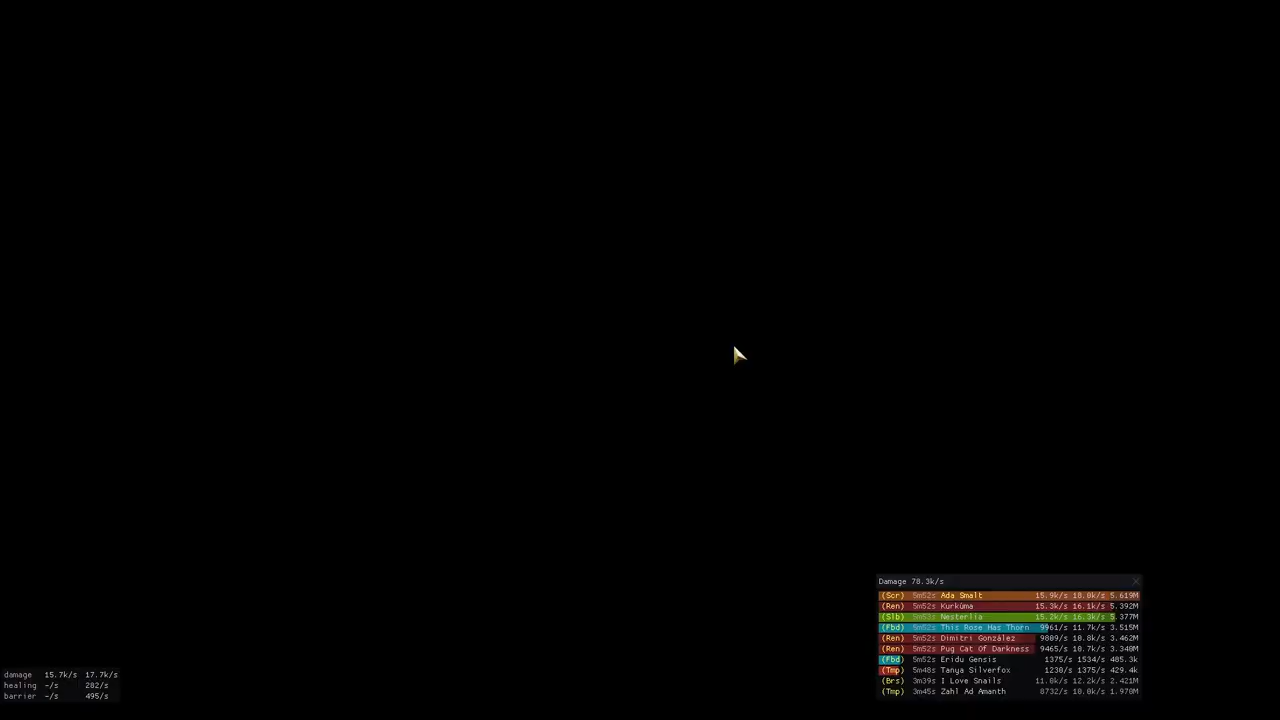 Damage 78.3k/s
(Scr) 5m52s Ada Smalt 15.9k/s 18.0k/s 5.619M
(Ren) 5m52s Kurkuma 15.3k/s 16.1k/s 5.392M
(Slb) 5m52s Nesterlia 15.2k/s 16.3k/s 5.377M
(Fbd) 5m52s This Rose Has Thorn 9961/s 11.7k/s 3.515M
(Ren) 5m52s Dimitri González 9809/s 10.8k/s 3.462M
(Ren) 5m52s Pug Cat Of Darkness 9465/s 10.7k/s 3.340M
(Fbd) 5m52s Eridu Gensis 1375/s 1534/s 485.3k
(Tmp) 5m48s Tanya Silverfox 1230/s 1375/s 429.4k
(Brs) 3m39s I Love Snails 11.0k/s 12.2k/s 2.421M
(Tmp) 3m45s Zahl Ad Amanth 8732/s 10.0k/s 1.970M
damage 15.7k/s 17.7k/s
healing -/s 202/s
barrier -/s 495/s